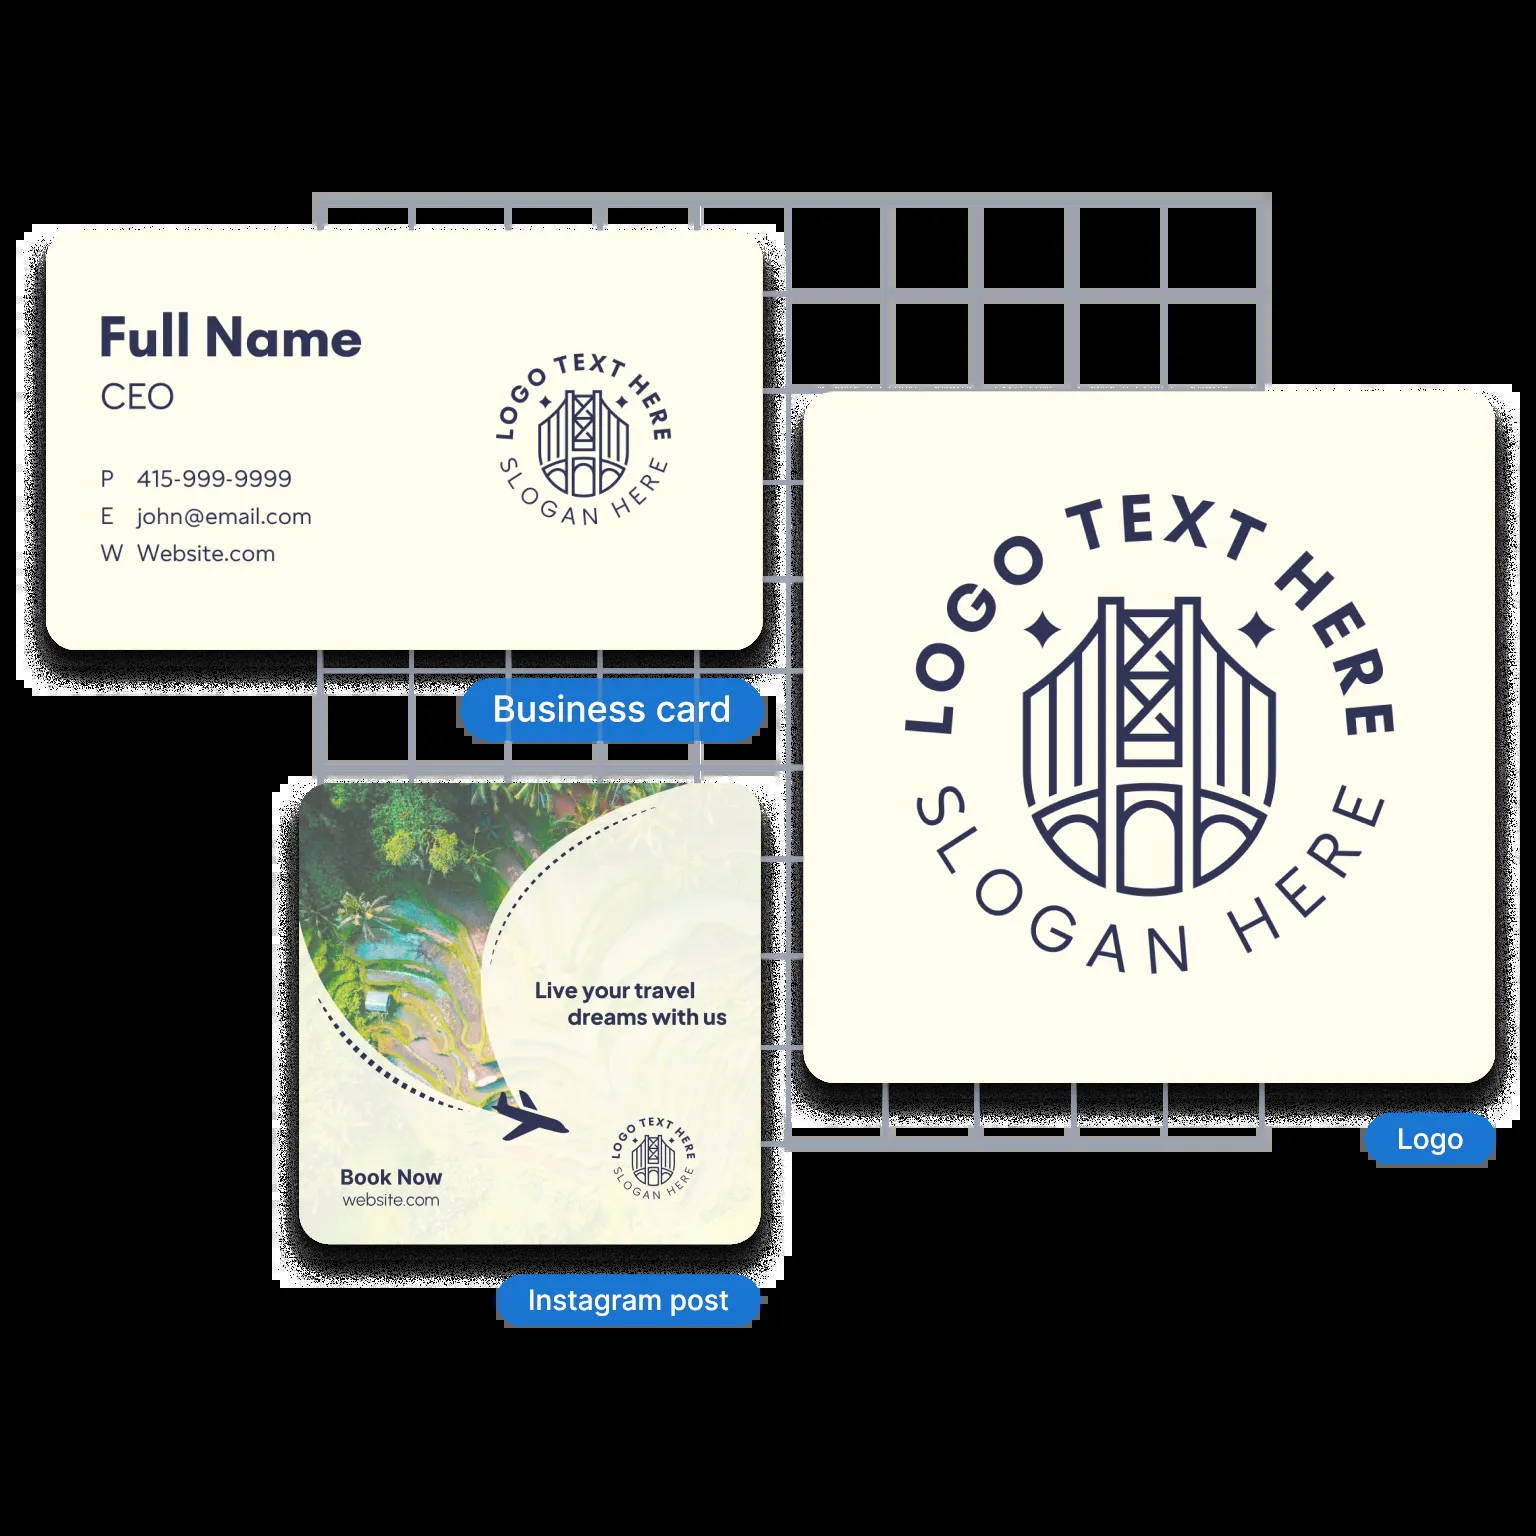 Full Name
CEO
P 415-999-9999
E john@email.com
W Website.com
LOGO TEXT HERE
SLOGAN HERE
Business card
LOGO TEXT HERE
SLOGAN HERE
Logo
Live your travel
dreams with us
Book Now
website.com
LOGO TEXT HERE
SLOGAN HERE
Instagram post